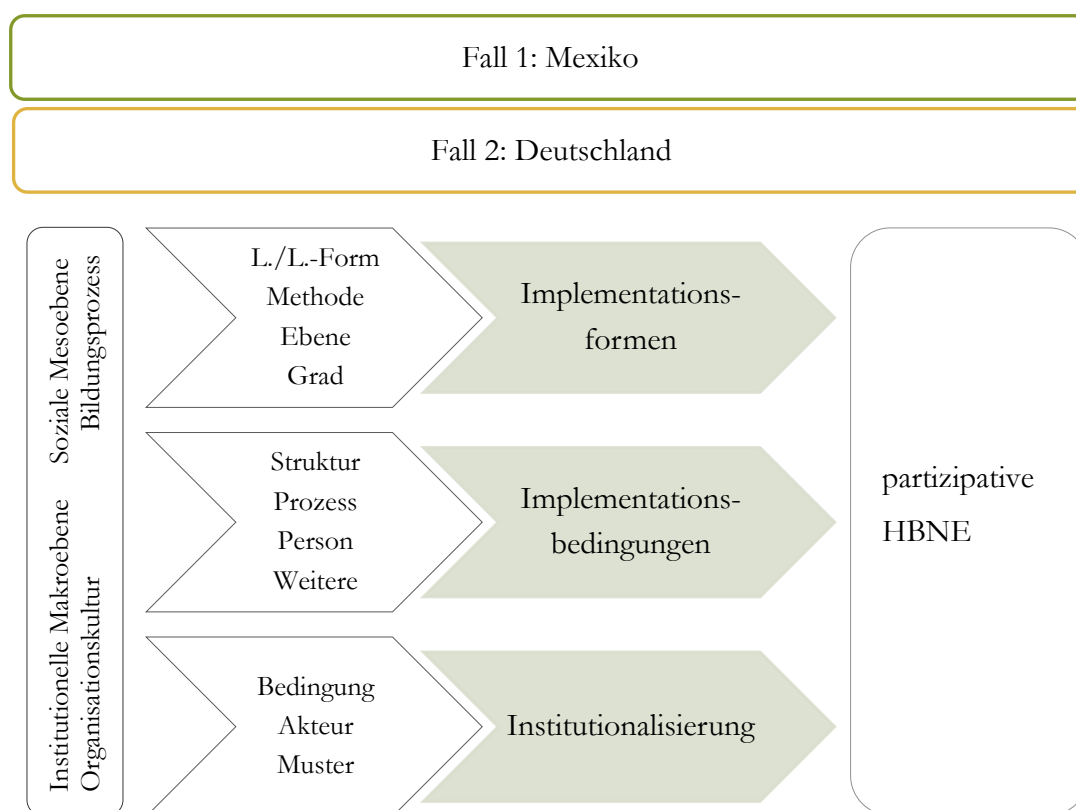 Fall 1: Mexiko
Fall 2: Deutschland
Soziale Mesoebene
Bildungsprozess
Institutionelle Makroebene
Organisationskultur
L./L.-Form
Methode
Ebene
Grad
Implementations-
formen
Struktur
Prozess
Person
Weitere
Implementations-
bedingungen
Bedingung
Akteur
Muster
Institutionalisierung
partizipative
HBNE